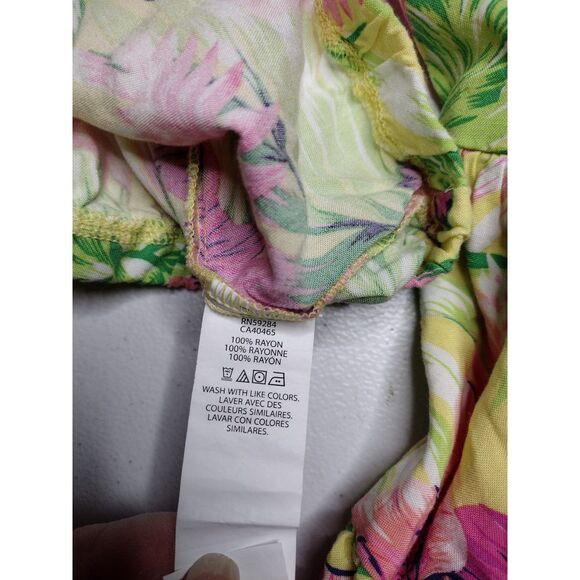 RN59284
CA40465
100% RAYON
100% RAYONNE
100% RAYÓN
WASH WITH LIKE COLORS.
LAVER AVEC DES
COULEURS SIMILAIRES.
LAVAR CON COLORES
SIMILARES.